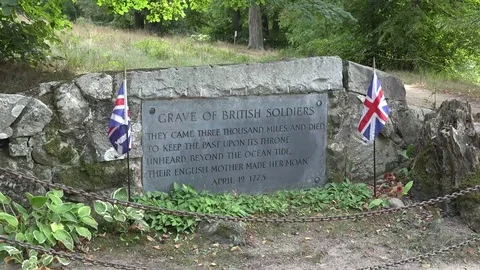 GRAVE OF BRITISH SOLDIERS
THEY CAME THREE THOUSAND MILES, AND DIED,
TO KEEP THE PAST UPON ITS THRONE:
UNHEARD, BEYOND THE OCEAN TIDE,
THEIR ENGLISH MOTHER MADE HER MOAN.
APRIL 19, 1775